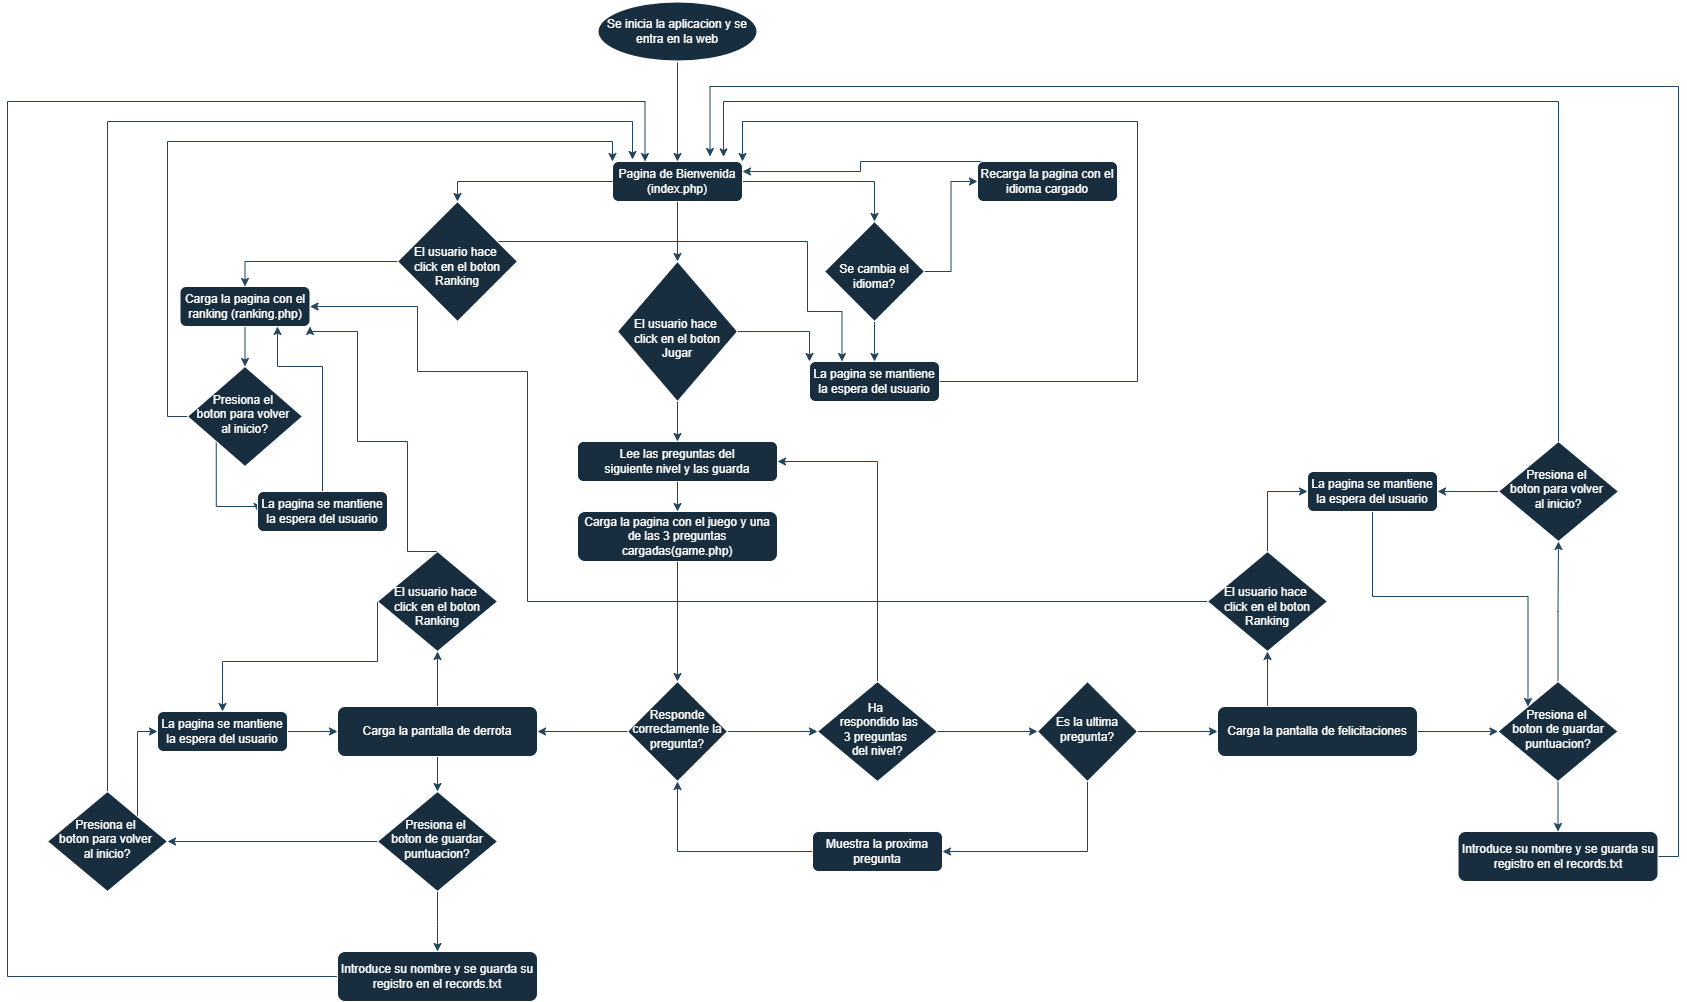 Se inicia la aplicacion y se
entra en la web
Pagina de Bienvenida
(index.php)
Recarga la pagina con el
idioma cargado
El usuario hace
click en el boton
Ranking
Se cambia el
idioma?
Carga la pagina con el
ranking (ranking.php)
El usuario hace
click en el boton
Jugar
La pagina se mantiene
la espera del usuario
Presiona el
boton para volver
al inicio?
Lee las preguntas del
siguiente nivel y las guarda
La pagina se mantiene
la espera del usuario
Carga la pagina con el juego y una
de las 3 preguntas
cargadas(game.php)
La pagina se mantiene
la espera del usuario
Presiona el
boton para volver
al inicio?
El usuario hace
click en el boton
Ranking
El usuario hace
click en el boton
Ranking
La pagina se mantiene
la espera del usuario
Carga la pantalla de derrota
Responde
correctamente la
pregunta?
Ha
respondido las
3 preguntas
del nivel?
Es la ultima
pregunta?
Carga la pantalla de felicitaciones
Presiona el
boton de guardar
puntuacion?
Presiona el
boton para volver
al inicio?
Presiona el
boton de guardar
puntuacion?
Muestra la proxima
pregunta
Introduce su nombre y se guarda su
registro en el records.txt
Introduce su nombre y se guarda su
registro en el records.txt